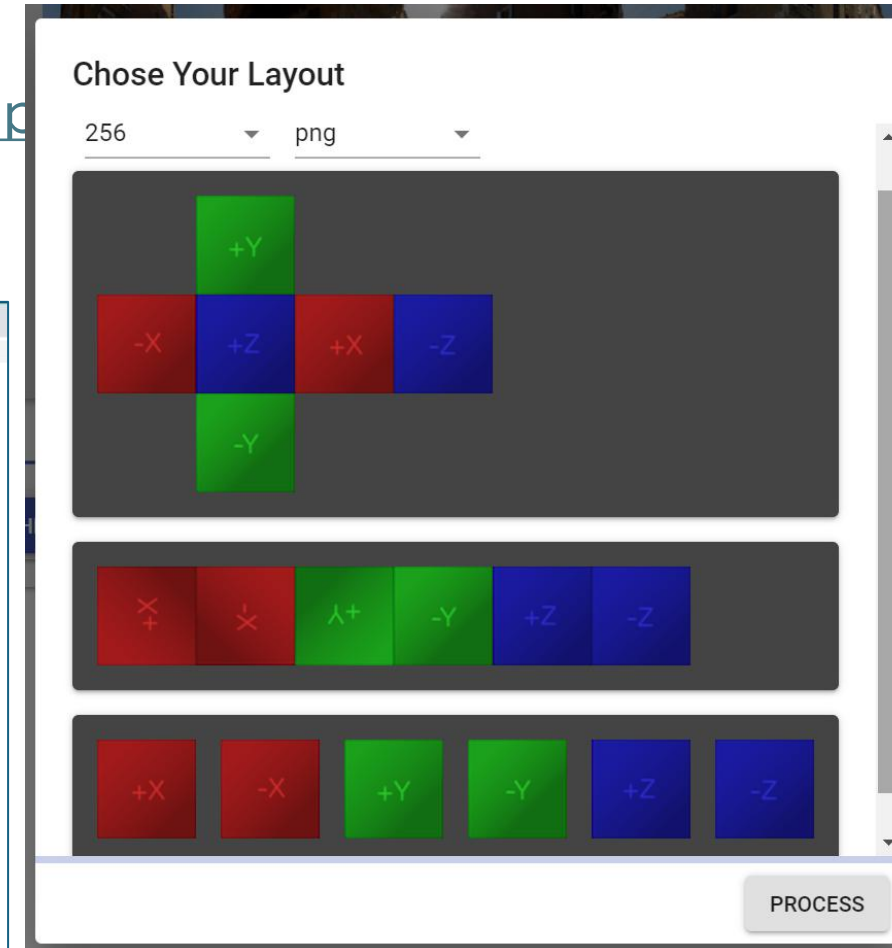 Chose Your Layout
p
256 png
+Y
-X +Z +X -Z
-Y
+X -X +Y -Y +Z -Z
+X -X +Y -Y +Z -Z
PROCESS